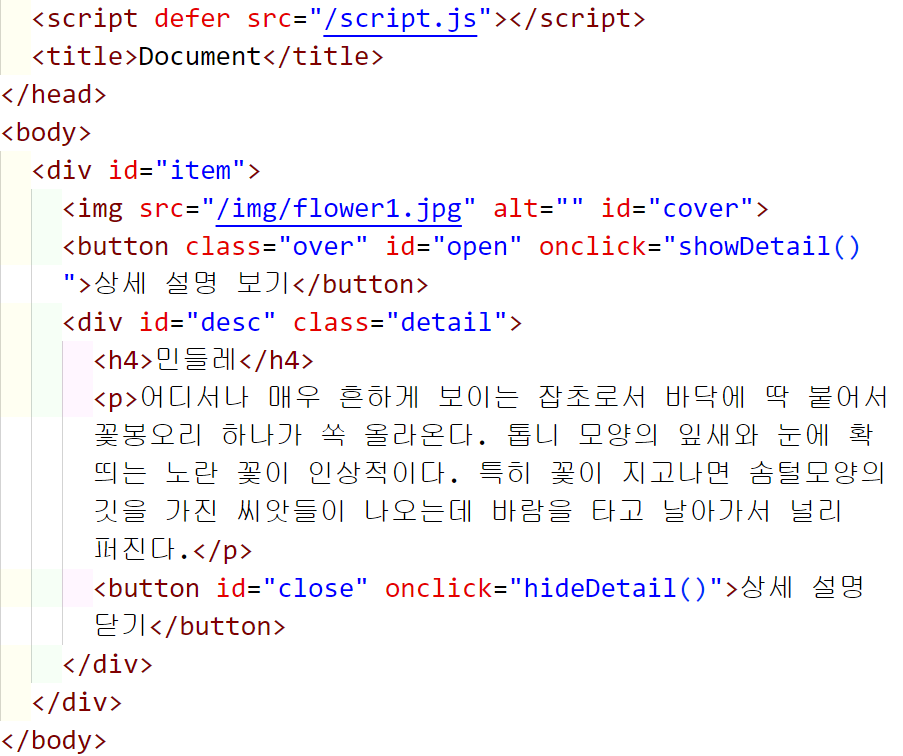 <script defer src="/script.js"></script>
<title>Document</title>
</head>
<body>
<div id="item">
<img src="/img/flower1.jpg" alt="" id="cover">
<button class="over" id="open" onclick="showDetail()
">상세 설명 보기</button>
<div id="desc" class="detail">
<h4>민들레</h4>
<p>어디서나 매우 흔하게 보이는 잡초로서 바닥에 딱 붙어서
꽃봉오리 하나가 쏙 올라온다. 톱니 모양의 잎새와 눈에 확
띄는 노란 꽃이 인상적이다. 특히 꽃이 지고나면 솜털모양의
깃을 가진 씨앗들이 나오는데 바람을 타고 날아가서 널리
퍼진다.</p>
<button id="close" onclick="hideDetail()">상세 설명
닫기</button>
</div>
</div>
</body>